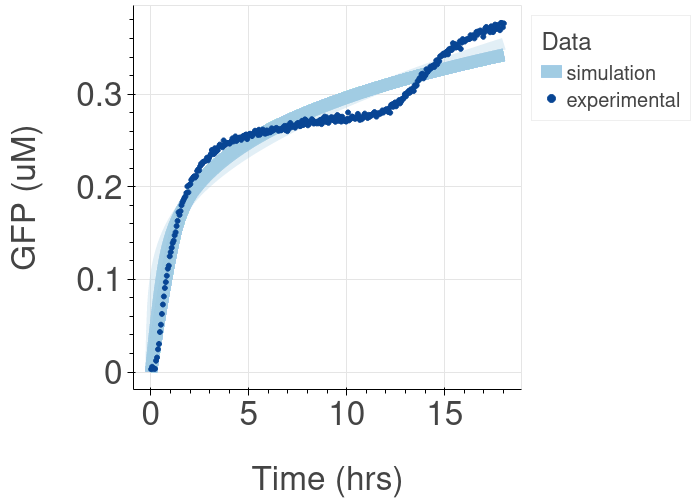 GFP (uM)
0.3
0.2
0.1
0
0 5 10 15
Time (hrs)
Data
simulation
experimental